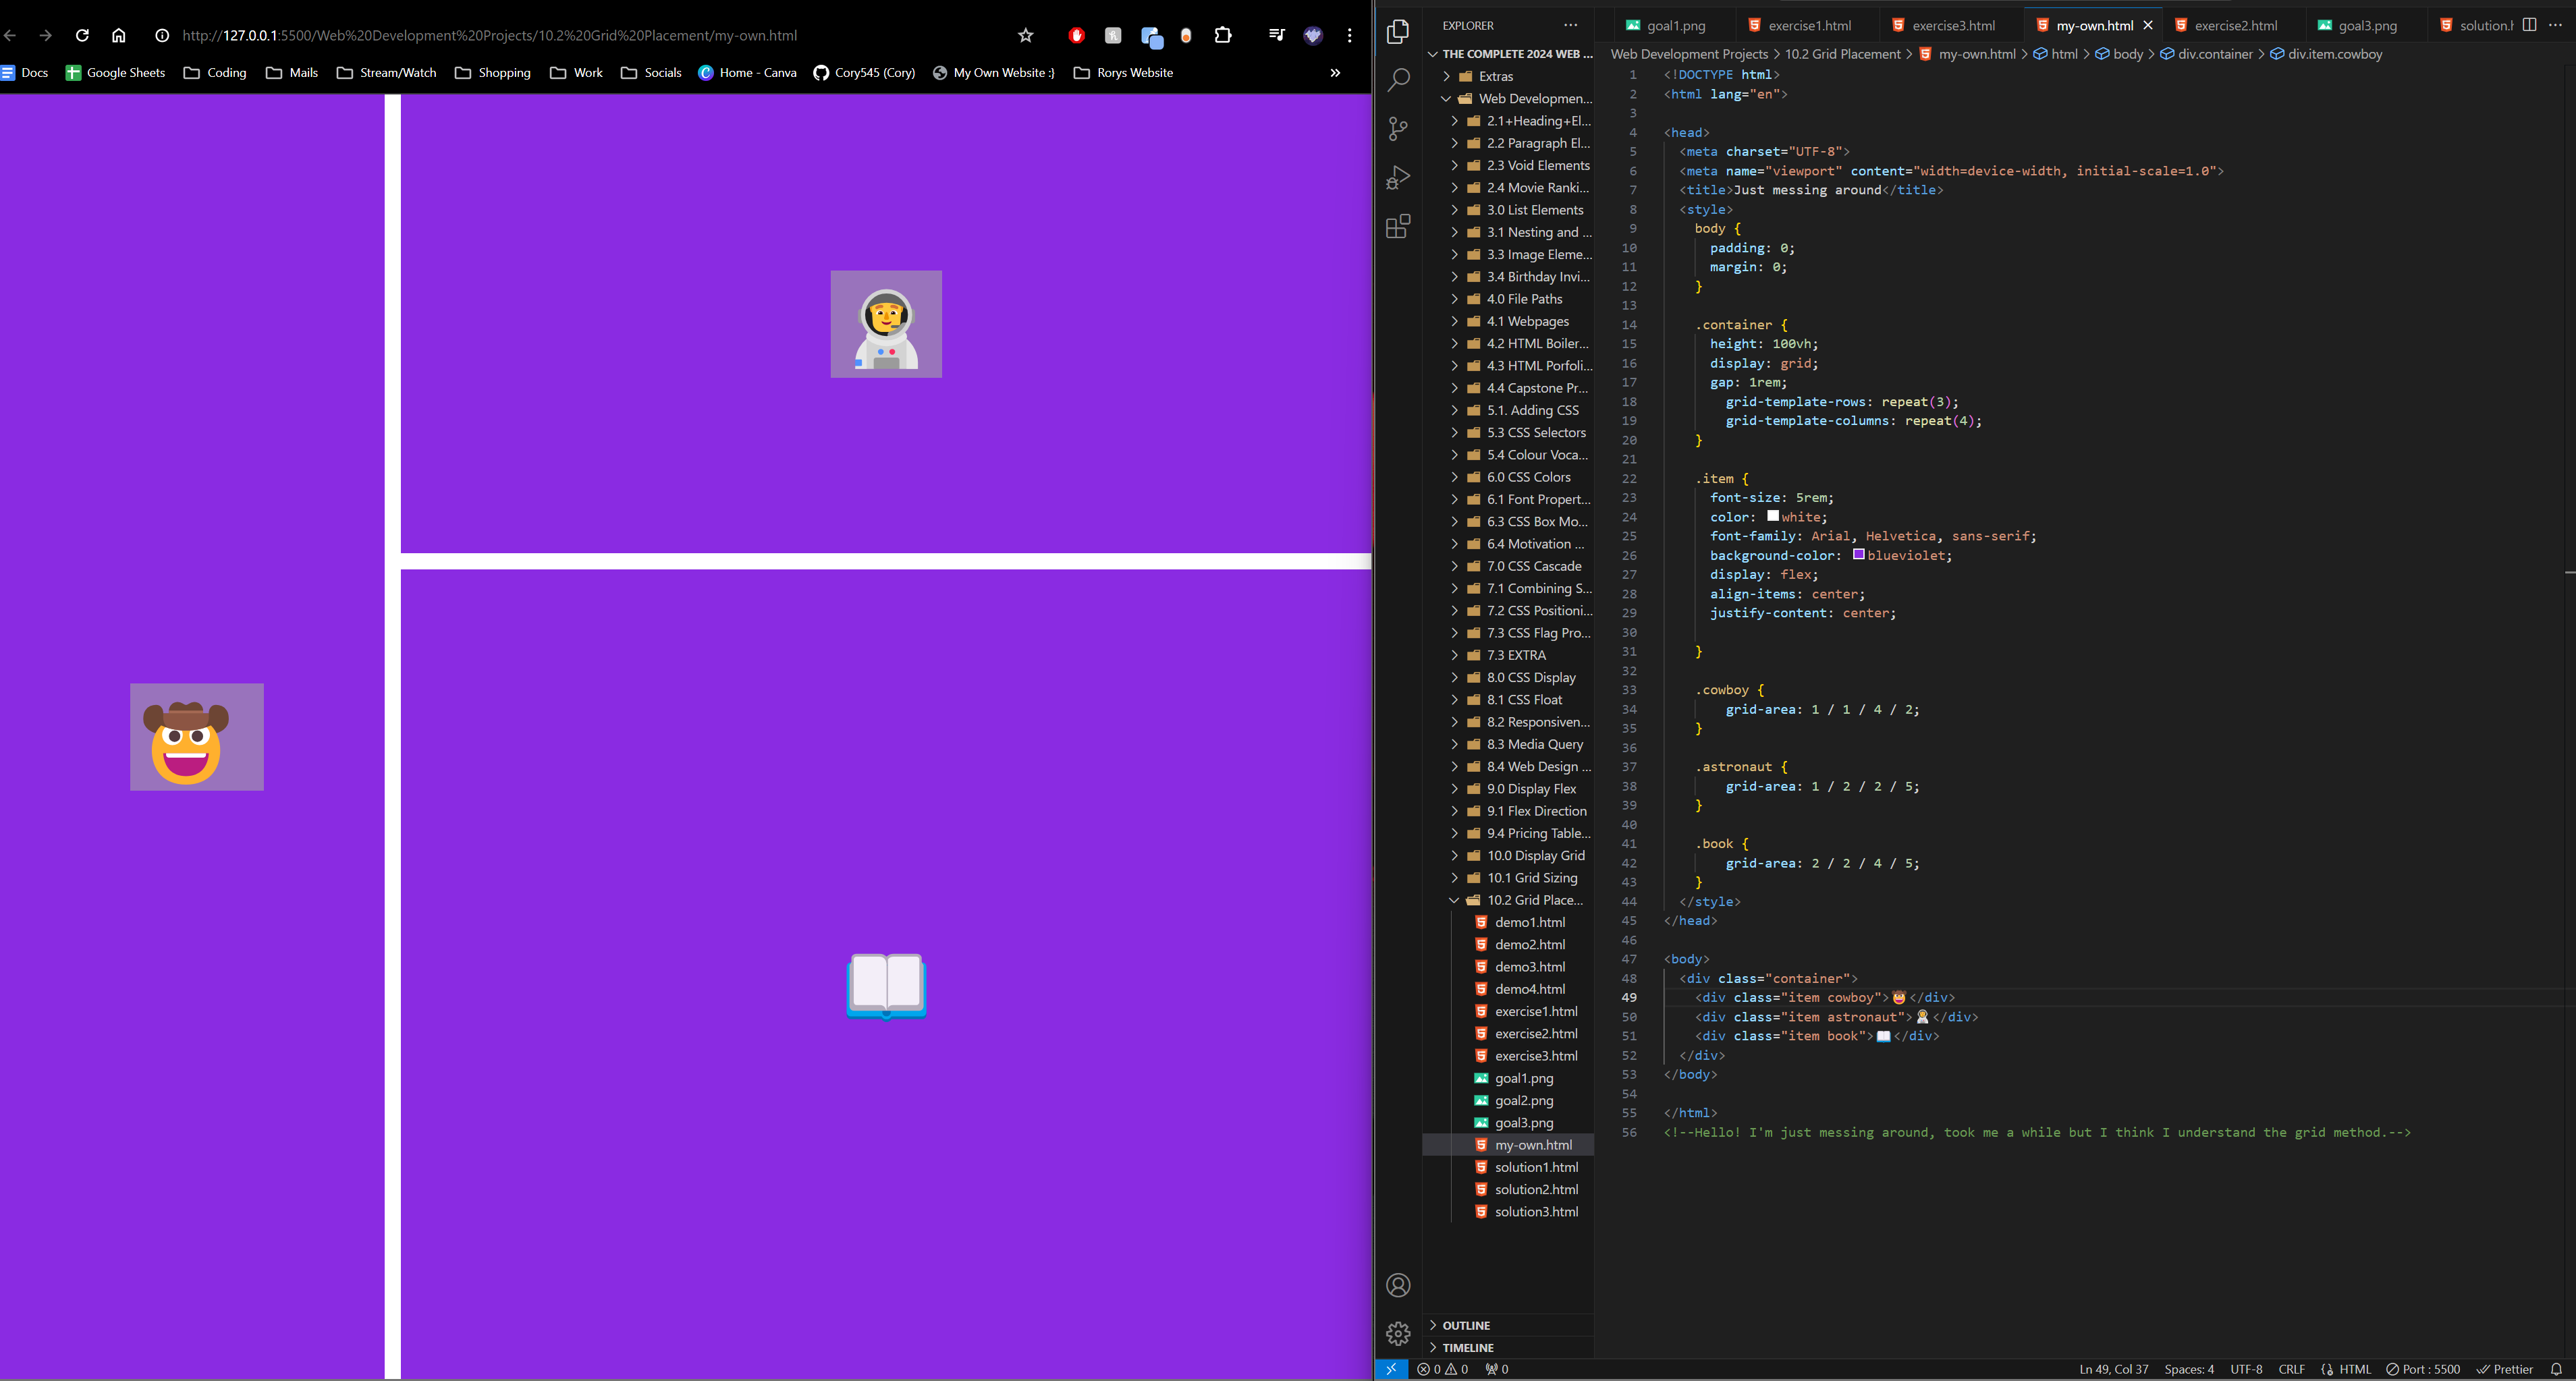 http://127.0.0.1:5500/Web%20Development%20Projects/10.2%20Grid%20Placement/my-own.html
Docs Google Sheets Coding Mails Stream/Watch Shopping Work Socials Home - Canva Cory545 (Cory) My Own Website :) Rorys Website
EXPLORER
THE COMPLETE 2024 WEB ...
Extras
Web Developmen...
2.1+Heading+El...
2.2 Paragraph El...
2.3 Void Elements
2.4 Movie Ranki...
3.0 List Elements
3.1 Nesting and ...
3.3 Image Eleme...
3.4 Birthday Invi...
4.0 File Paths
4.1 Webpages
4.2 HTML Boiler...
4.3 HTML Porfoli...
4.4 Capstone Pr...
5.1. Adding CSS
5.3 CSS Selectors
5.4 Colour Voca...
6.0 CSS Colors
6.1 Font Propert...
6.3 CSS Box Mo...
6.4 Motivation ...
7.0 CSS Cascade
7.1 Combining S...
7.2 CSS Positioni...
7.3 CSS Flag Pro...
7.3 EXTRA
8.0 CSS Display
8.1 CSS Float
8.2 Responsiven...
8.3 Media Query
8.4 Web Design ...
9.0 Display Flex
9.1 Flex Direction
9.4 Pricing Table...
10.0 Display Grid
10.1 Grid Sizing
10.2 Grid Place...
demo1.html
demo2.html
demo3.html
demo4.html
exercise1.html
exercise2.html
exercise3.html
goal1.png
goal2.png
goal3.png
my-own.html
solution1.html
solution2.html
solution3.html
OUTLINE
TIMELINE
goal1.png exercise1.html exercise3.html my-own.html exercise2.html goal3.png solution.h
Web Development Projects > 10.2 Grid Placement > my-own.html > html > body > div.container > div.item.cowboy
1 <!DOCTYPE html>
2 <html lang="en">
3
4 <head>
5 <meta charset="UTF-8">
6 <meta name="viewport" content="width=device-width, initial-scale=1.0">
7 <title>Just messing around</title>
8 <style>
9 body {
10 padding: 0;
11 margin: 0;
12 }
13
14 .container {
15 height: 100vh;
16 display: grid;
17 gap: 1rem;
18 grid-template-rows: repeat(3);
19 grid-template-columns: repeat(4);
20 }
21
22 .item {
23 font-size: 5rem;
24 color: white;
25 font-family: Arial, Helvetica, sans-serif;
26 background-color: blueviolet;
27 display: flex;
28 align-items: center;
29 justify-content: center;
30
31 }
32
33 .cowboy {
34 grid-area: 1 / 1 / 4 / 2;
35 }
36
37 .astronaut {
38 grid-area: 1 / 2 / 2 / 5;
39 }
40
41 .book {
42 grid-area: 2 / 2 / 4 / 5;
43 }
44 </style>
45 </head>
46
47 <body>
48 <div class="container">
49 <div class="item cowboy">🤠</div>
50 <div class="item astronaut">👨‍🚀</div>
51 <div class="item book">📖</div>
52 </div>
53 </body>
54
55 </html>
56 <!--Hello! I'm just messing around, took me a while but I think I understand the grid method.-->
0 0 0 Ln 49, Col 37 Spaces: 4 UTF-8 CRLF HTML Port : 5500 Prettier